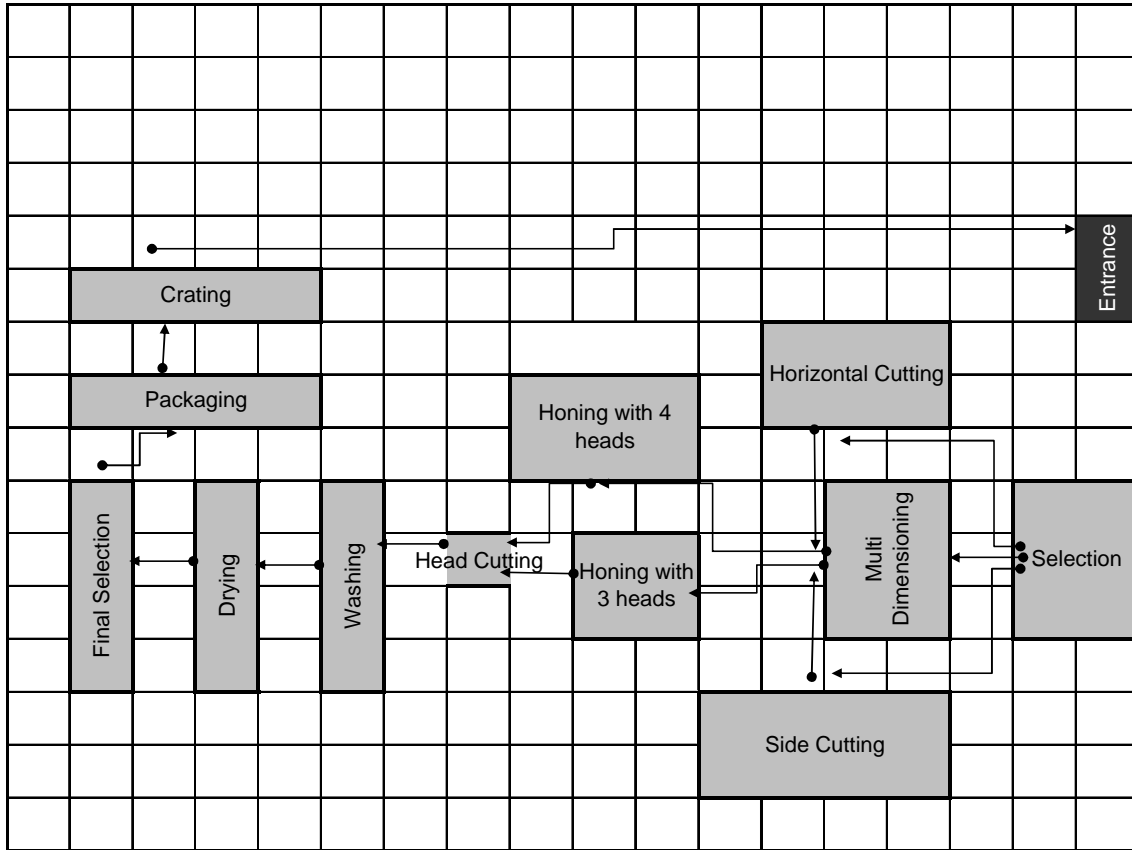 Entrance
Crating
Horizontal Cutting
Packaging
Honing with 4
heads
Final Selection
Drying
Washing
Head Cutting
Honing with
3 heads
Multi
Dimensioning
Selection
Side Cutting